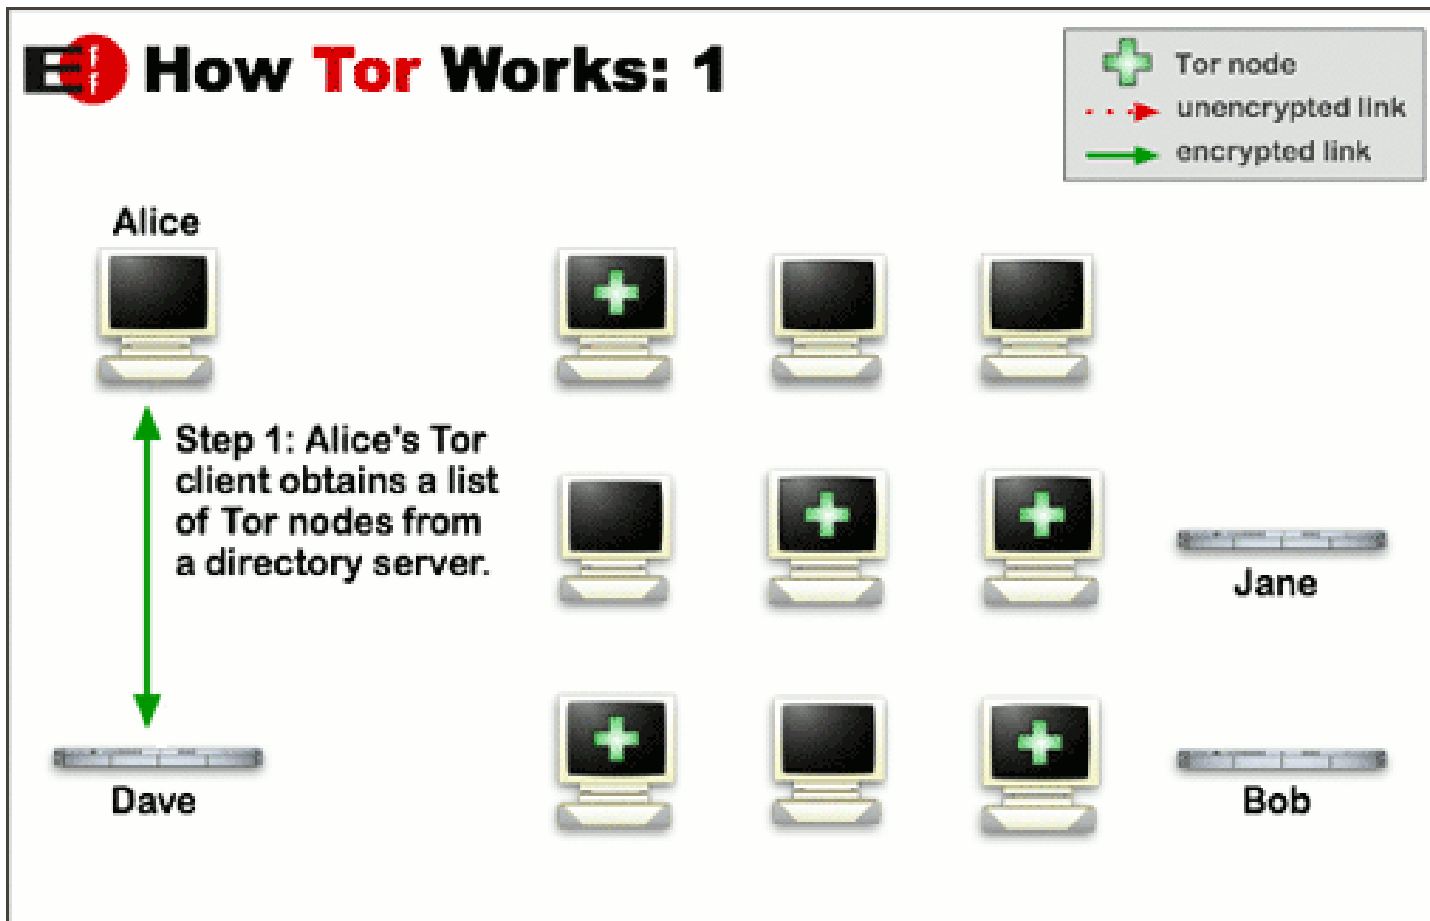 EFF How Tor Works: 1
Tor node
unencrypted link
encrypted link
Alice
Step 1: Alice's Tor
client obtains a list
of Tor nodes from
a directory server.
Jane
Dave
Bob